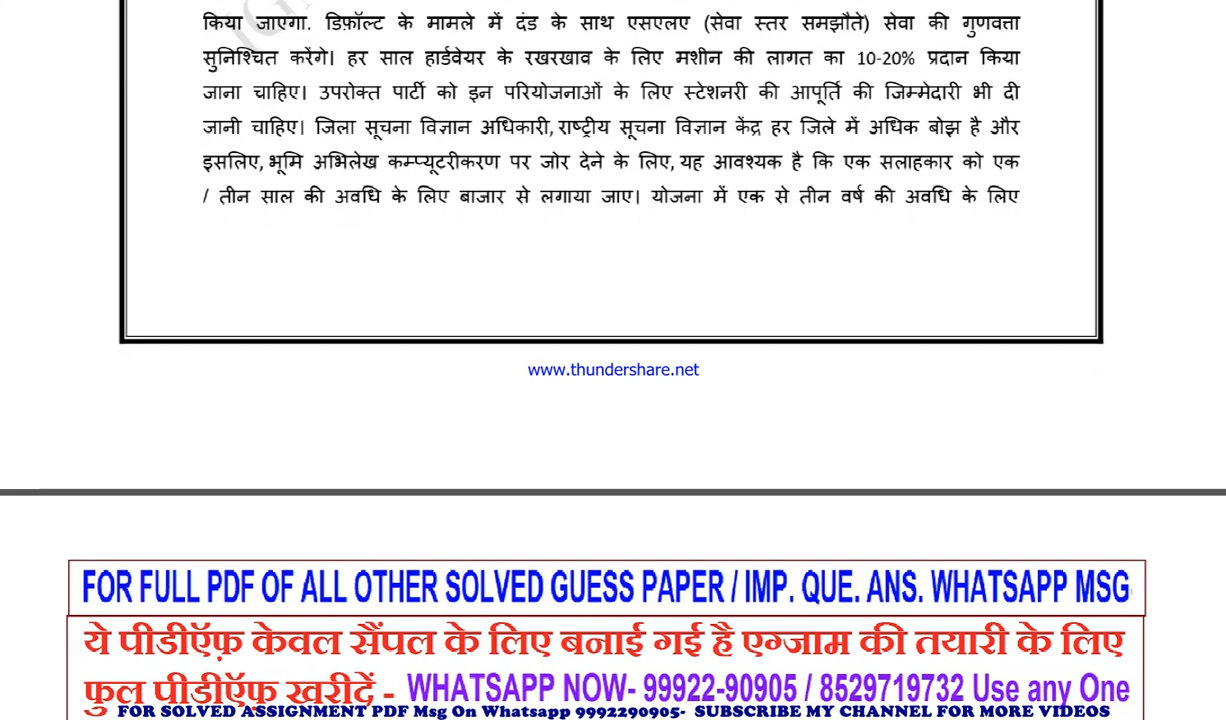 किया जाएगा. डिफ़ॉल्ट के मामले में दंड के साथ एसएलए (सेवा स्तर समझौते) सेवा की गुणवत्ता
सुनिश्चित करेंगे। हर साल हार्डवेयर के रखरखाव के लिए मशीन की लागत का 10-20% प्रदान किया
जाना चाहिए। उपरोक्त पार्टी को इन परियोजनाओं के लिए स्टेशनरी की आपूर्ति की जिम्मेदारी भी दी
जानी चाहिए। जिला सूचना विज्ञान अधिकारी, राष्ट्रीय सूचना विज्ञान केंद्र हर जिले में अधिक बोझ है और
इसलिए, भूमि अभिलेख कम्प्यूटरीकरण पर जोर देने के लिए, यह आवश्यक है कि एक सलाहकार को एक
/ तीन साल की अवधि के लिए बाजार से लगाया जाए। योजना में एक से तीन वर्ष की अवधि के लिए
www.thundershare.net
FOR FULL PDF OF ALL OTHER SOLVED GUESS PAPER / IMP. QUE. ANS. WHATSAPP MSG
ये पीडीऍफ़ केवल सैंपल के लिए बनाई गई है एग्जाम की तयारी के लिए
फुल पीडीऍफ़ खरीदें - WHATSAPP NOW- 99922-90905 / 8529719732 Use any One
FOR SOLVED ASSIGNMENT PDF Msg On Whatsapp 9992290905- SUBSCRIBE MY CHANNEL FOR MORE VIDEOS